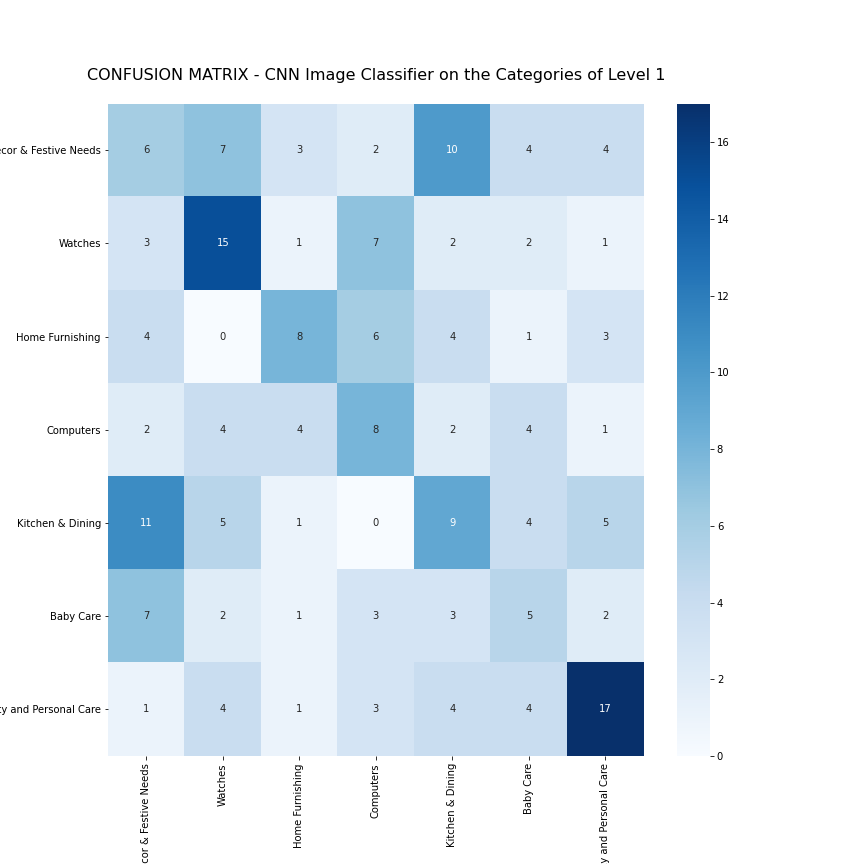 CONFUSION MATRIX - CNN Image Classifier on the Categories of Level 1
& Festive Needs 6 7 3 2 10 4 4
Watches 3 15 1 7 2 2 1
Home Furnishing 4 0 8 6 4 1 3
Computers 2 4 4 8 2 4 1
Kitchen & Dining 11 5 1 0 9 4 5
Baby Care 7 2 1 3 3 5 2
and Personal Care 1 4 1 3 4 4 17
& Festive Needs
Watches
Home Furnishing
Computers
Kitchen & Dining
Baby Care
and Personal Care
16
14
12
10
8
6
4
2
0